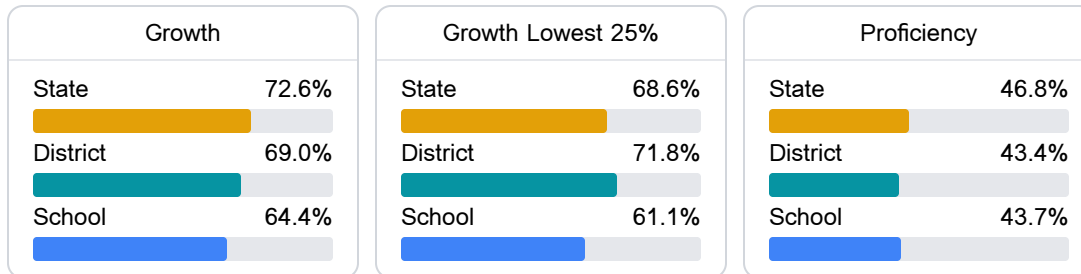 Growth
State 72.6%
District 69.0%
School 64.4%
Growth Lowest 25%
State 68.6%
District 71.8%
School 61.1%
Proficiency
State 46.8%
District 43.4%
School 43.7%